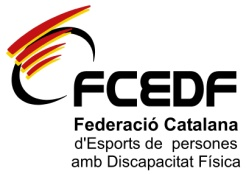 FCEDF
Federació Catalana
d'Esports de persones
amb Discapacitat Física